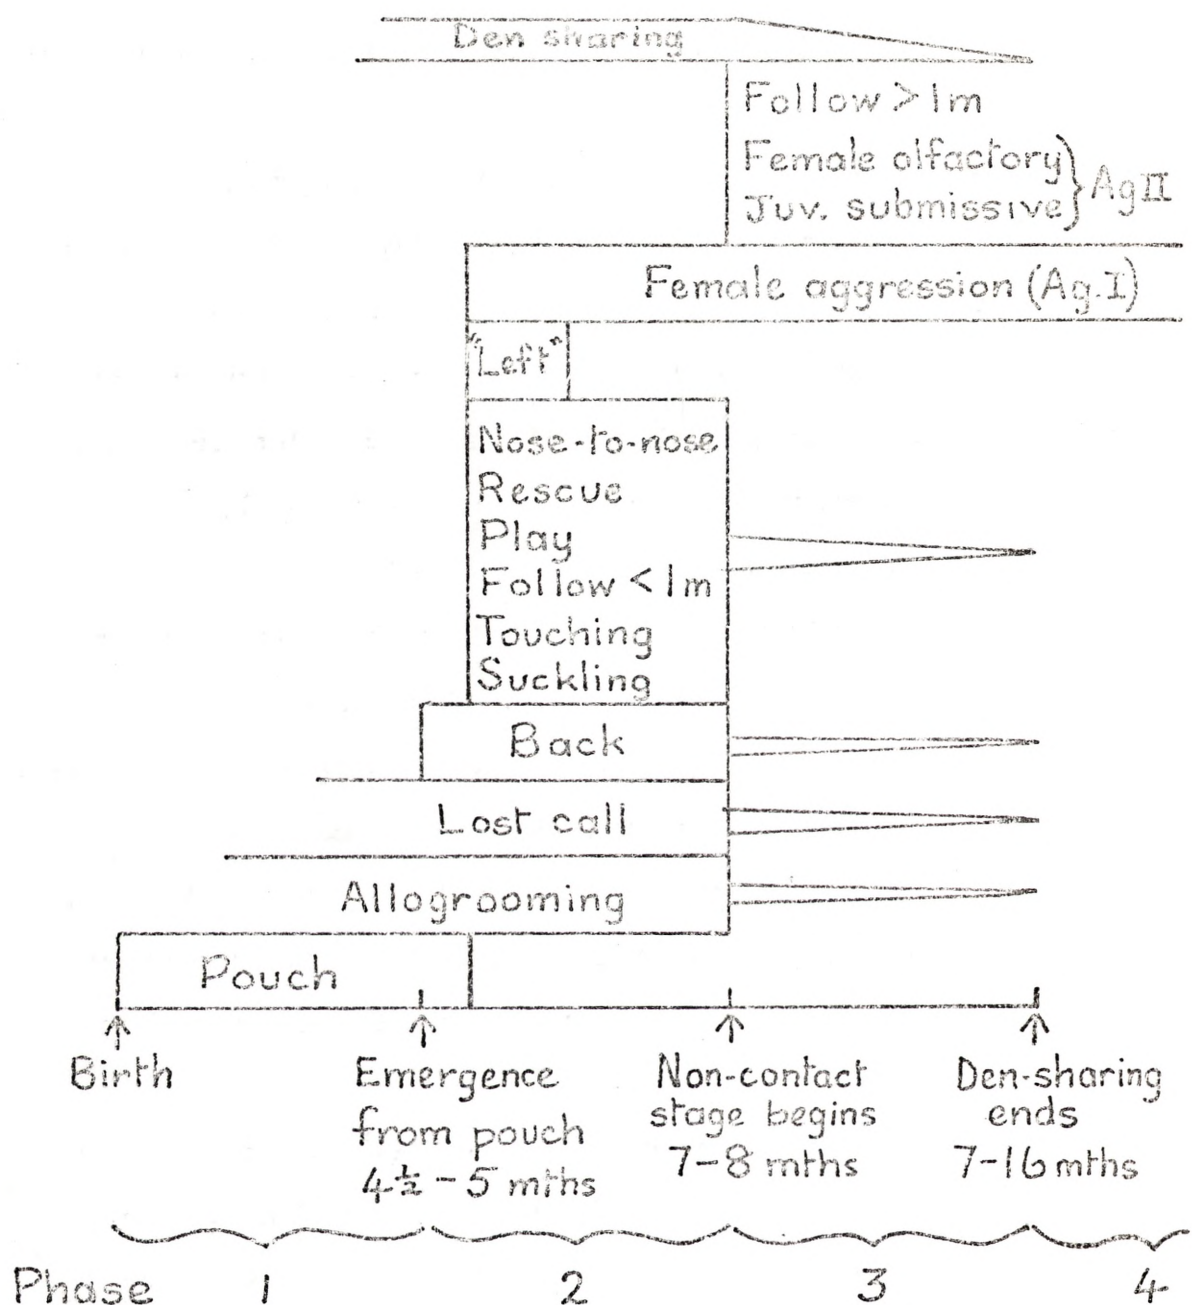 Den sharing
Follow > 1m
Female olfactory
Juv. submissive
Ag II
Female aggression (Ag.I)
"Left"
Nose-to-nose
Rescue
Play
Follow < 1m
Touching
Suckling
Back
Lost call
Allogrooming
Pouch
Birth
Emergence
from pouch
4½ - 5 mths
Non-contact
stage begins
7-8 mths
Den-sharing
ends
7-16 mths
Phase 1 2 3 4